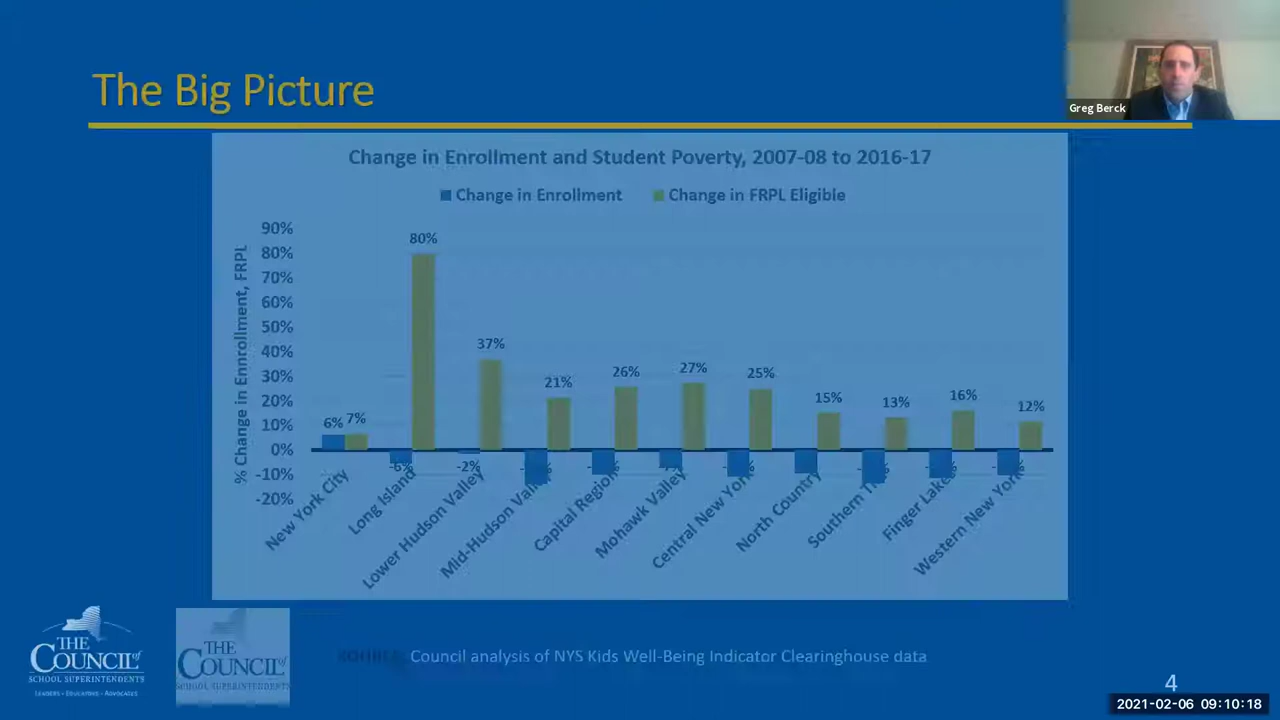 The Big Picture
Greg Berck
Change in Enrollment and Student Poverty, 2007-08 to 2016-17
Change in Enrollment Change in FRPL Eligible
% Change in Ennrollment, FRPL
90%
80%
70%
60%
50%
40%
30%
20%
10%
0%
-10%
-20%
6% 7%
-6% 80%
-2% 37%
21%
26%
27%
25%
15%
13%
16%
12%
New York City
Long Island
Lower Hudson Valley
Mid-Hudson Valley
Capital Region
Mohawk Valley
Central New York
North Country
Southern
Finger Lakes
Western New York
THE
COUNCIL of
SCHOOL SUPERINTENDENTS
LEADERS • EDUCATORS • ADVOCATES
THE
COUNCIL of
SCHOOL SUPERINTENDENTS
Council analysis of NYS Kids Well-Being Indicator Clearinghouse data
4
2021-02-06 09:10:18